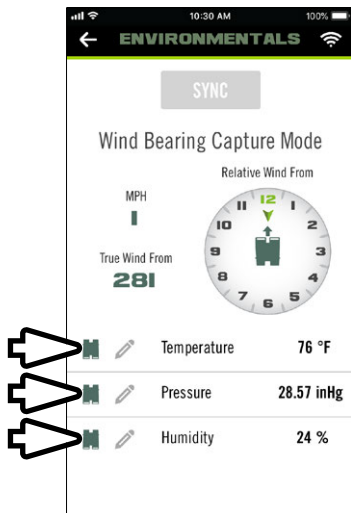 10:30 AM 100%
ENVIRONMENTALS
SYNC
Wind Bearing Capture Mode
Relative Wind From
MPH
1
True Wind From
281
12
1
2
3
4
5
6
7
8
9
10
11
Temperature 76 °F
Pressure 28.57 inHg
Humidity 24 %